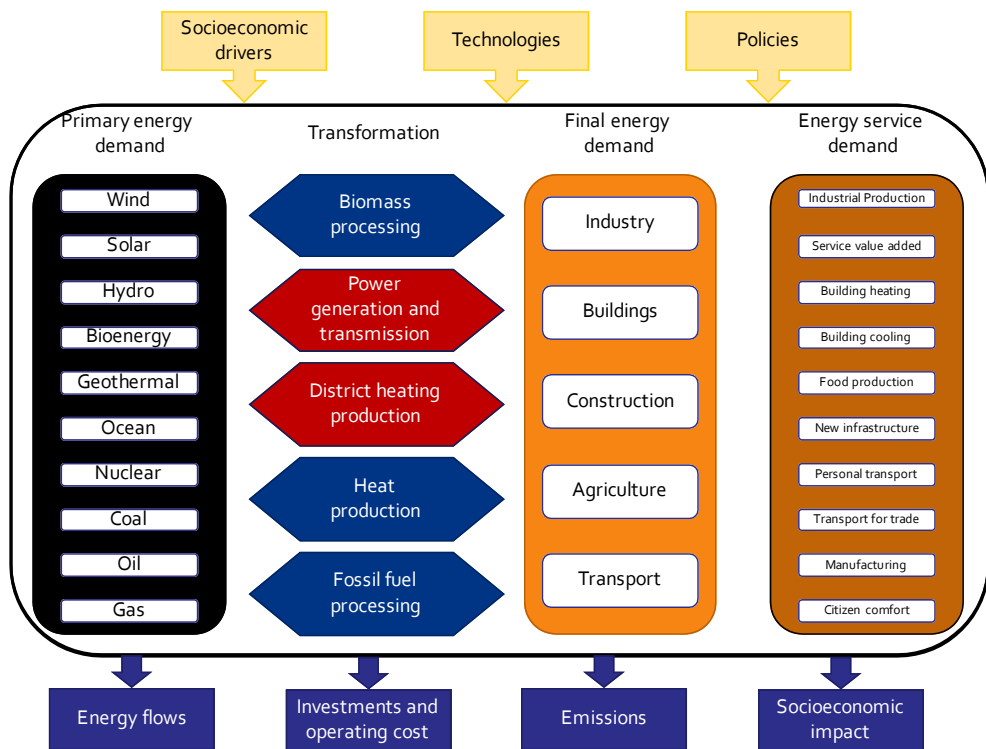 Socioeconomic
drivers
Technologies
Policies
Primary energy
demand
Transformation
Final energy
demand
Energy service
demand
Wind
Solar
Hydro
Bioenergy
Geothermal
Ocean
Nuclear
Coal
Oil
Gas
Biomass
processing
Power
generation and
transmission
District heating
production
Heat
production
Fossil fuel
processing
Industry
Buildings
Construction
Agriculture
Transport
Industrial Production
Service value added
Building heating
Building cooling
Food production
New infrastructure
Personal transport
Transport for trade
Manufacturing
Citizen comfort
Energy flows
Investments and
operating cost
Emissions
Socioeconomic
impact